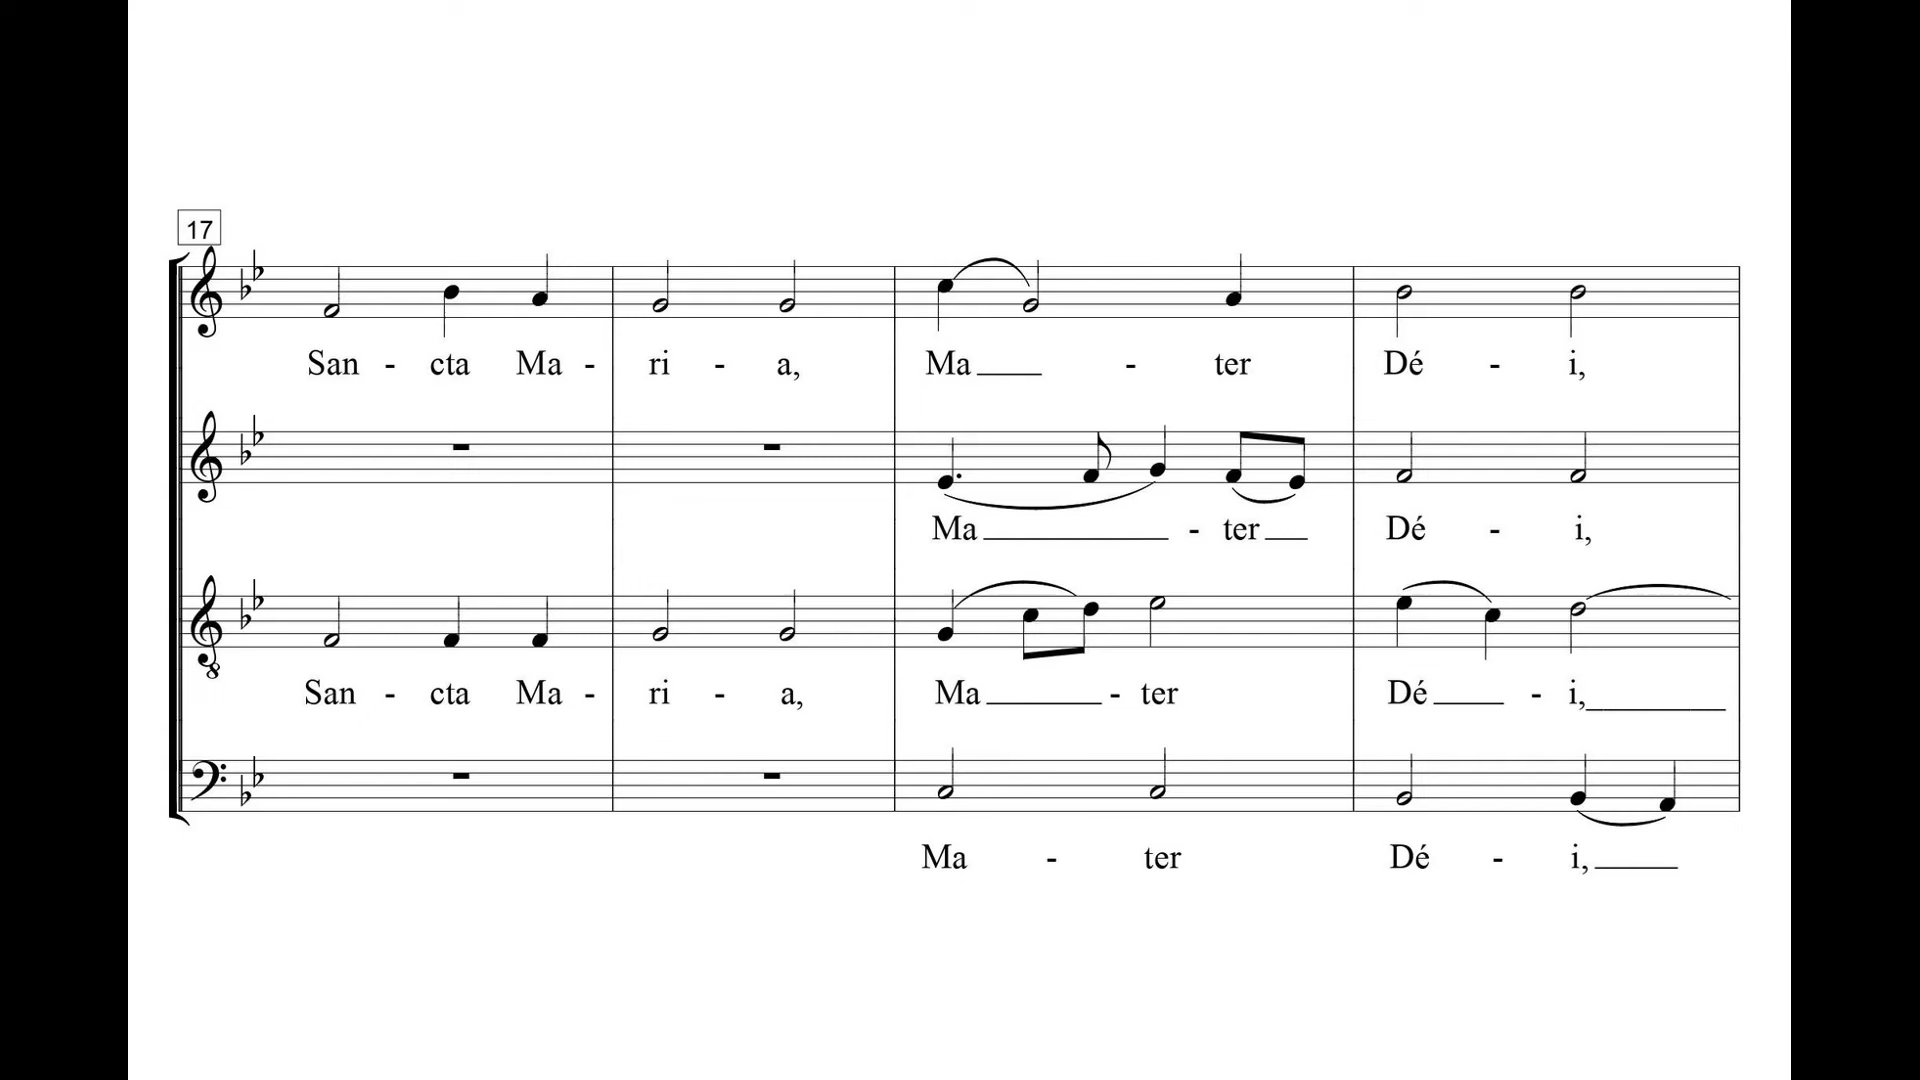 17
San - cta Ma - ri - a, Ma - ter Dé - i,
Ma - ter Dé - i,
San - cta Ma - ri - a, Ma - ter Dé - i,
Ma - ter Dé - i,